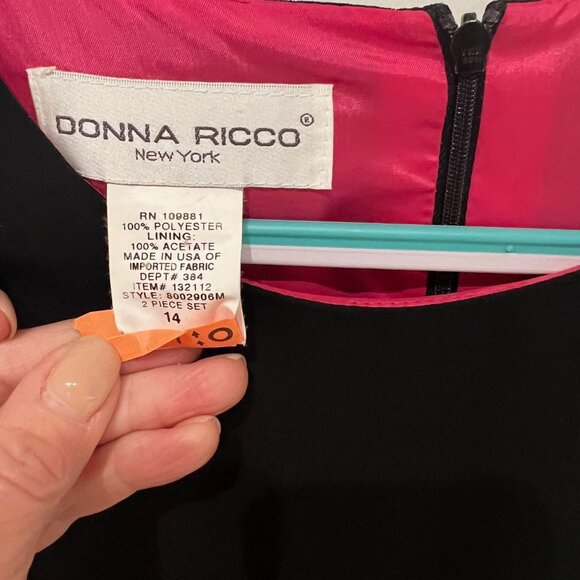 DONNA RICCO®
New York
RN 109881
100% POLYESTER
LINING:
100% ACETATE
MADE IN USA OF
IMPORTED FABRIC
DEPT# 384
ITEM# 132112
STYLE: 8002906M
2 PIECE SET
14